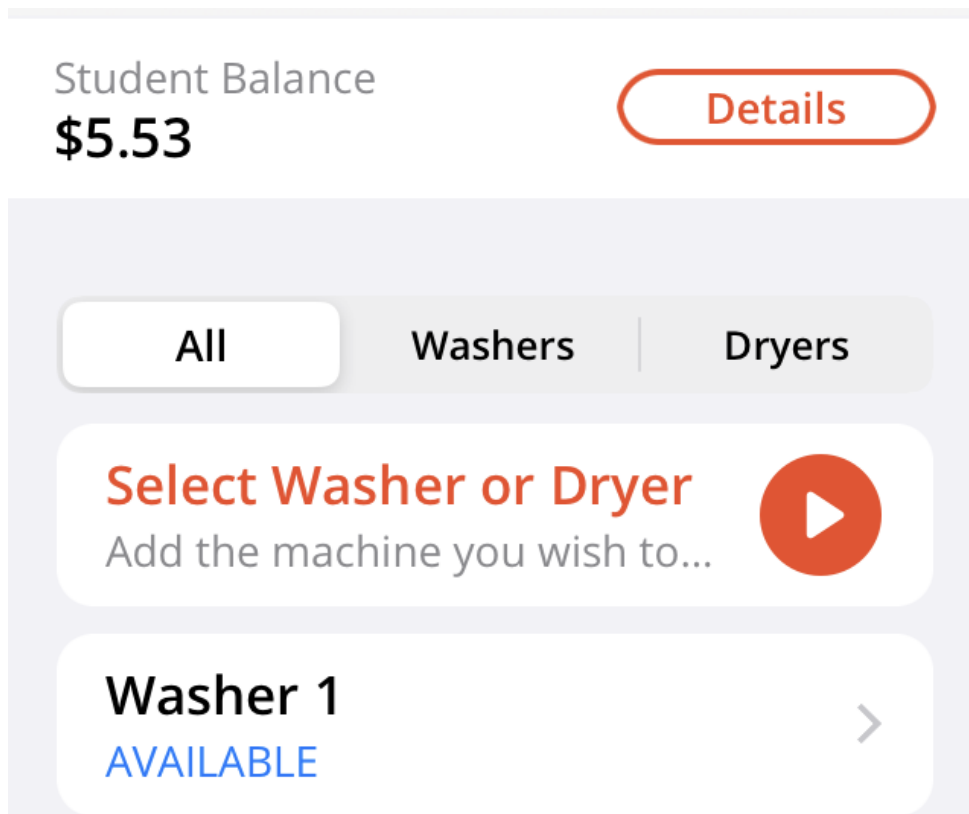 Student Balance
$5.53
Details
All
Washers
Dryers
Select Washer or Dryer
Add the machine you wish to...
Washer 1
AVAILABLE